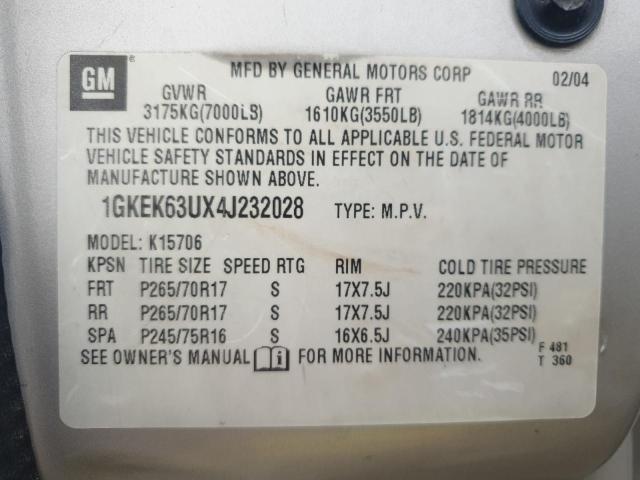 GM ® MFD BY GENERAL MOTORS CORP 02/04
GVWR GAWR FRT GAWR RR
3175KG(7000LB) 1610KG(3550LB) 1814KG(4000LB)
THIS VEHICLE CONFORMS TO ALL APPLICABLE U.S. FEDERAL MOTOR
VEHICLE SAFETY STANDARDS IN EFFECT ON THE DATE OF
MANUFACTURE SHOWN ABOVE.
1GKEK63UX4J232028 TYPE: M.P.V.
MODEL: K15706
KPSN TIRE SIZE SPEED RTG RIM COLD TIRE PRESSURE
FRT P265/70R17 S 17X7.5J 220KPA(32PSI)
RR P265/70R17 S 17X7.5J 220KPA(32PSI)
SPA P245/75R16 S 16X6.5J 240KPA(35PSI)
SEE OWNER'S MANUAL i FOR MORE INFORMATION.
F 481
T 360